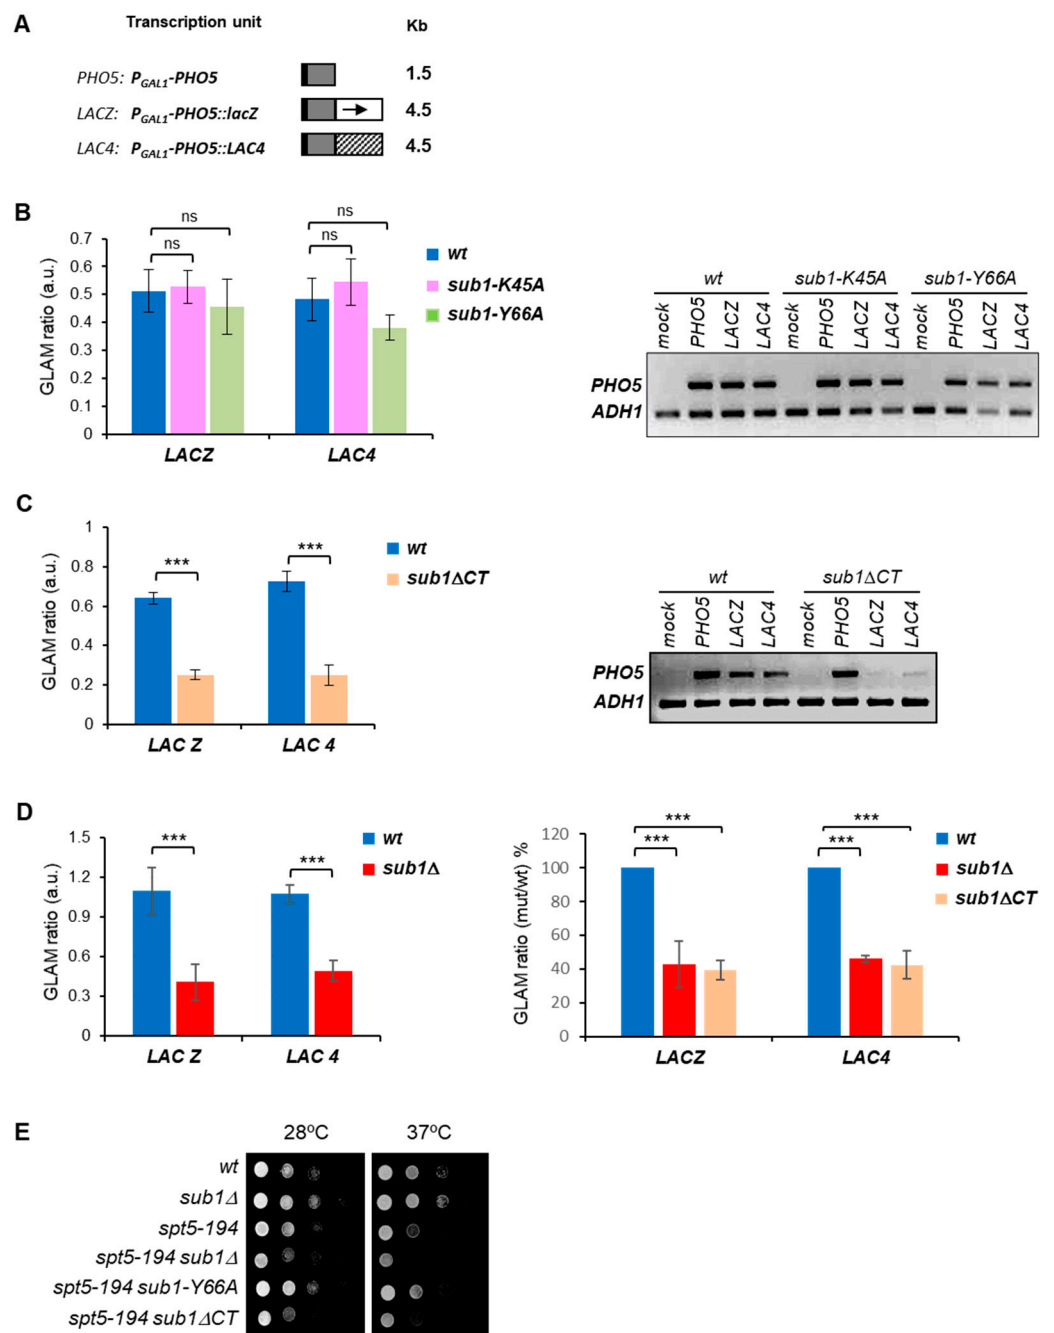 A
Transcription unit
Kb
PHO5: P_GAL1-PHO5
1.5
LACZ: P_GAL1-PHO5::lacZ
4.5
LAC4: P_GAL1-PHO5::LAC4
4.5
B
GLAM ratio (a.u.)
0.7
0.6
0.5
0.4
0.3
0.2
0.1
0
ns
ns
ns
ns
LACZ
LAC4
wt
sub1-K45A
sub1-Y66A
wt
sub1-K45A
sub1-Y66A
mock
PHO5
LACZ
LAC4
mock
PHO5
LACZ
LAC4
mock
PHO5
LACZ
LAC4
PHO5
ADH1
C
GLAM ratio (a.u.)
1
0.8
0.6
0.4
0.2
0
***
***
LAC Z
LAC 4
wt
sub1ΔCT
wt
sub1ΔCT
mock
PHO5
LACZ
LAC4
mock
PHO5
LACZ
LAC4
PHO5
ADH1
D
GLAM ratio (a.u.)
1.5
1.2
0.9
0.6
0.3
0
***
***
LAC Z
LAC 4
wt
sub1Δ
GLAM ratio (mut/wt) %
120
100
80
60
40
20
0
***
***
***
***
LACZ
LAC4
wt
sub1Δ
sub1ΔCT
E
28ºC
37ºC
wt
sub1Δ
spt5-194
spt5-194 sub1Δ
spt5-194 sub1-Y66A
spt5-194 sub1ΔCT